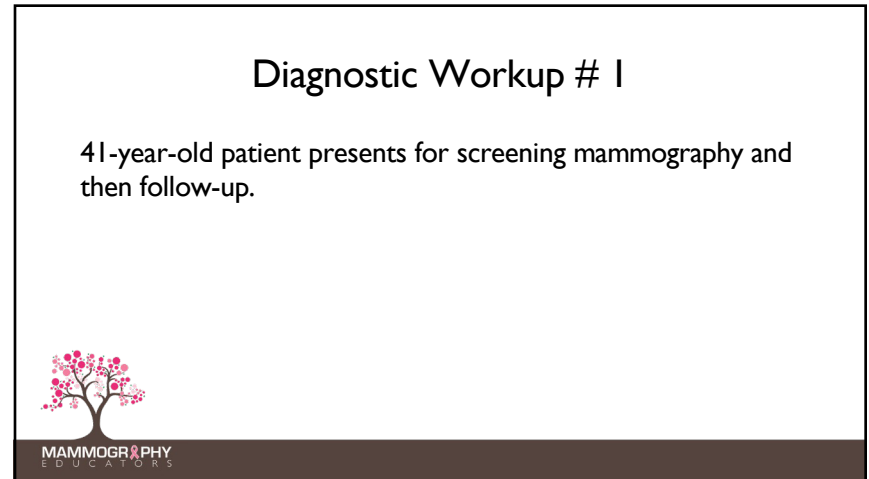 Diagnostic Workup # 1
41-year-old patient presents for screening mammography and
then follow-up.
MAMMOGRAPHY
EDUCATORS